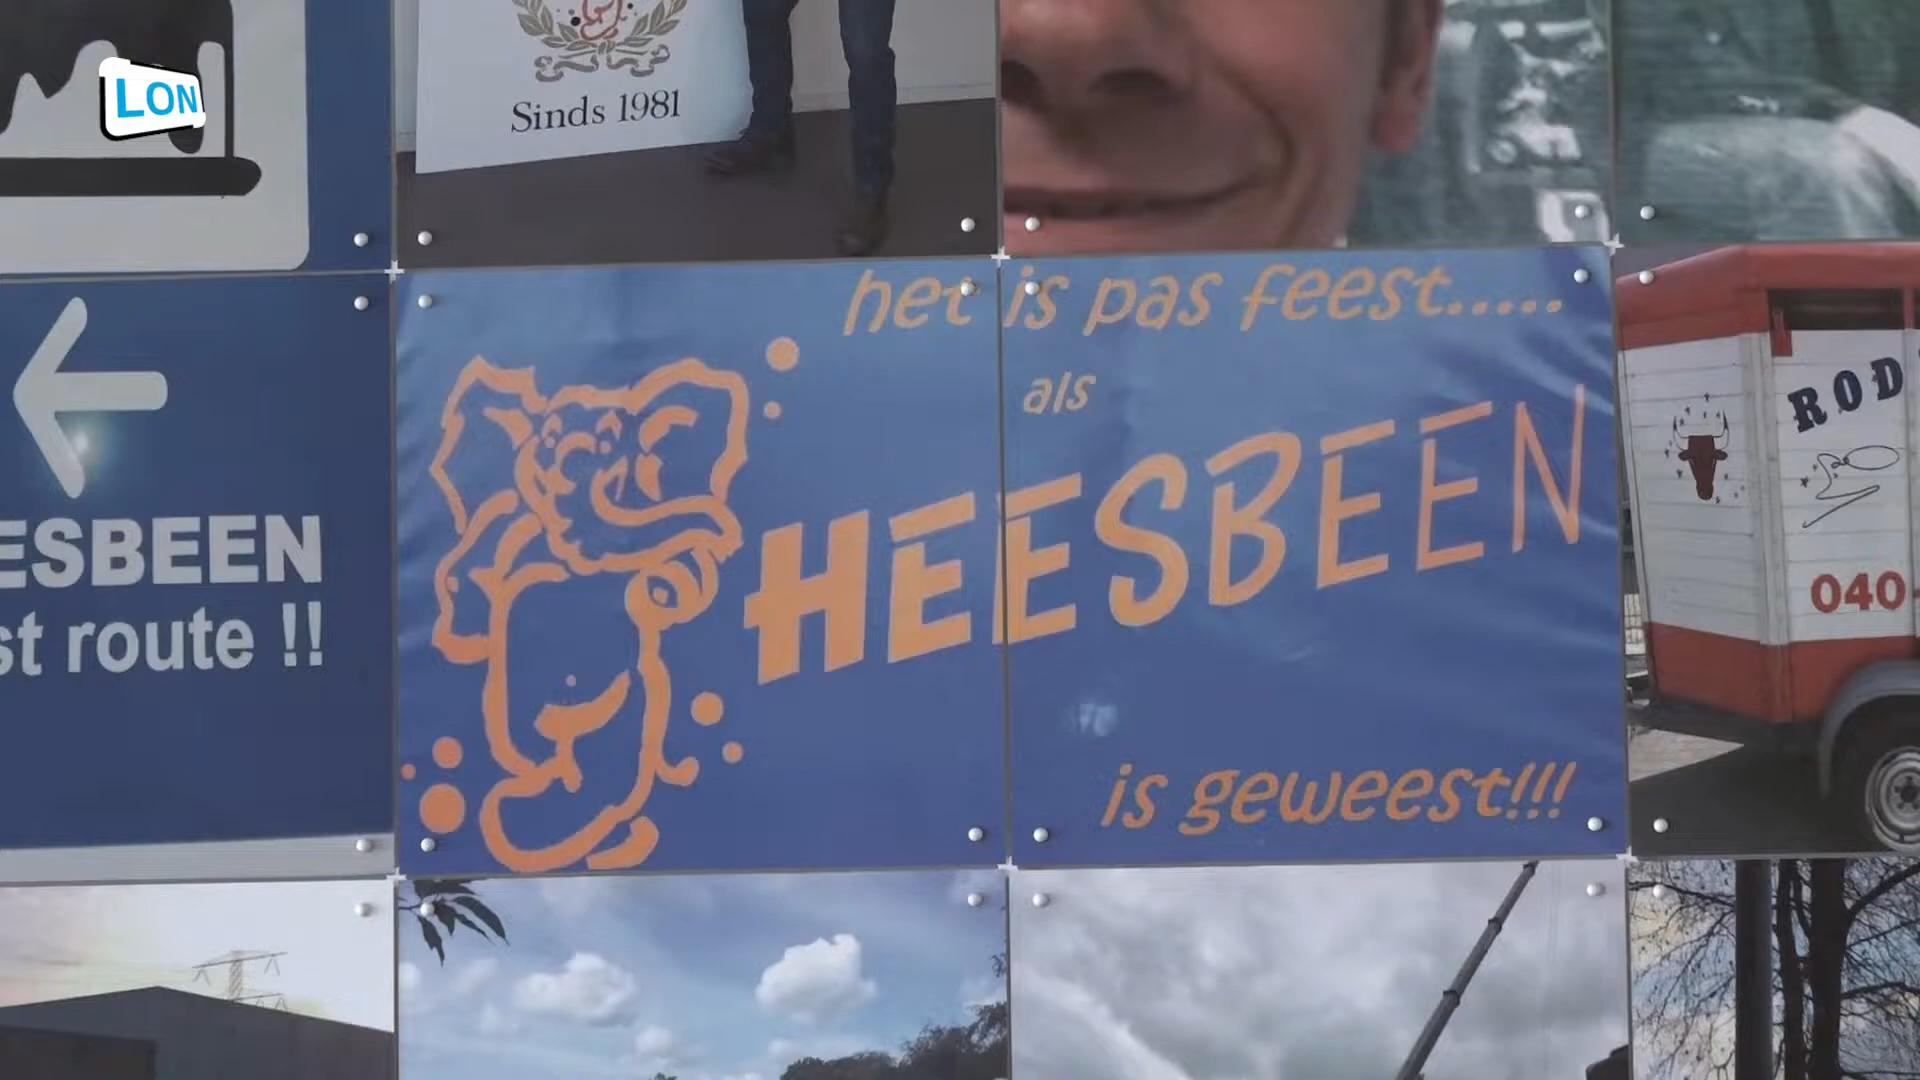 LON
Sinds 1981
het is pas feest.....
als
HEESBEEN
is geweest!!!
ESBEEN
st route !!
ROD
040-